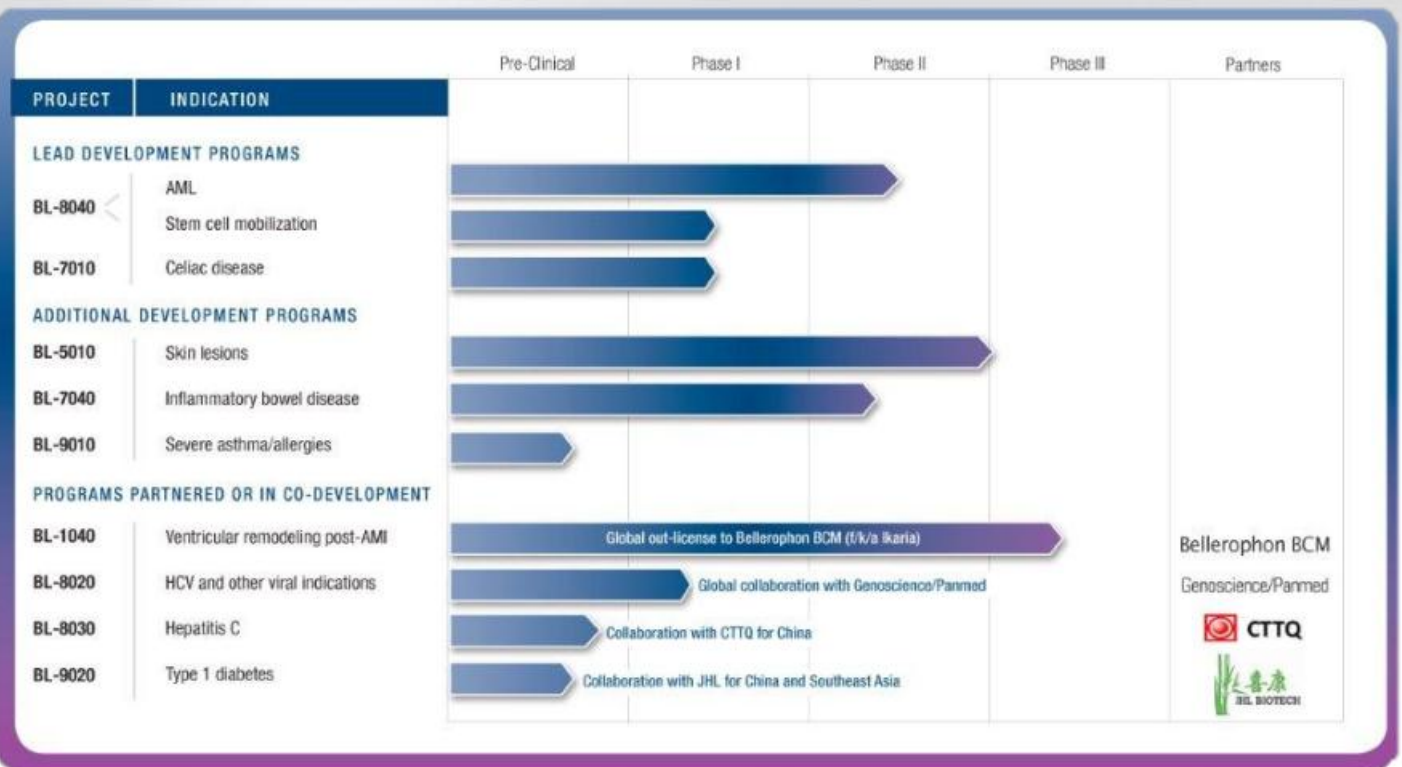 Pre-Clinical Phase I Phase II Phase III Partners
PROJECT INDICATION
LEAD DEVELOPMENT PROGRAMS
BL-8040 AML
Stem cell mobilization
BL-7010 Celiac disease
ADDITIONAL DEVELOPMENT PROGRAMS
BL-5010 Skin lesions
BL-7040 Inflammatory bowel disease
BL-9010 Severe asthma/allergies
PROGRAMS PARTNERED OR IN CO-DEVELOPMENT
BL-1040 Ventricular remodeling post-AMI Global out-license to Bellerophon BCM (f/k/a Ikaria) Bellerophon BCM
BL-8020 HCV and other viral indications Global collaboration with Genoscience/Panmed Genoscience/Panmed
BL-8030 Hepatitis C Collaboration with CTTQ for China CTTQ
BL-9020 Type 1 diabetes Collaboration with JHL for China and Southeast Asia 喜康
JHL BIOTECH